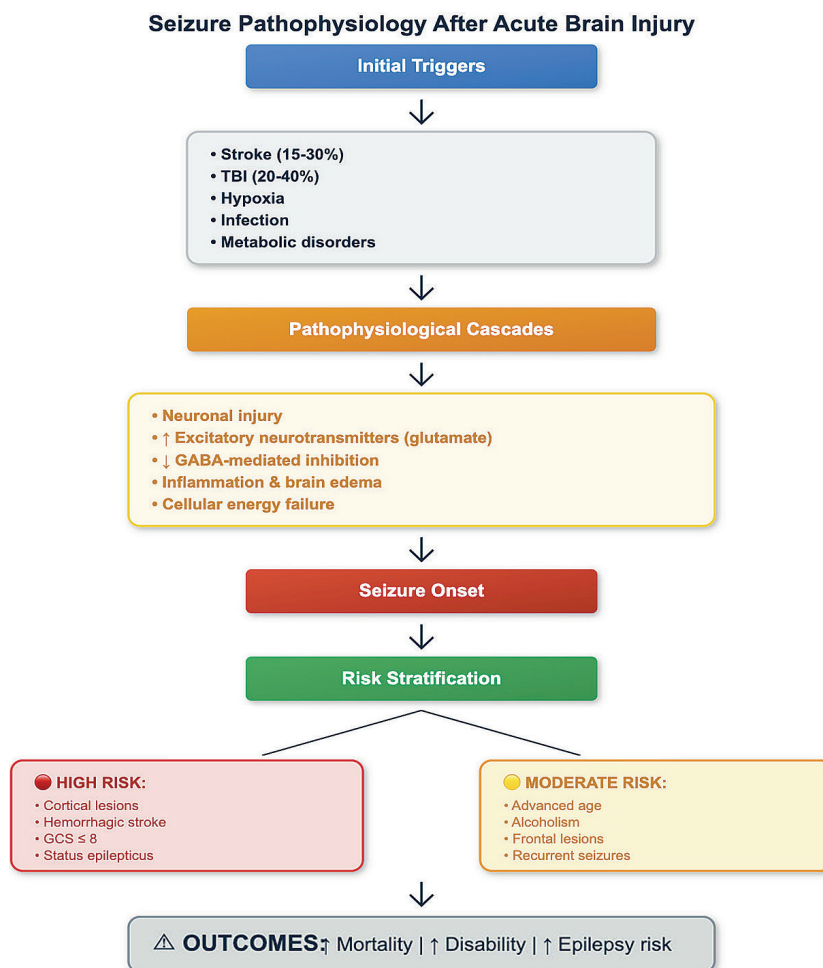 Seizure Pathophysiology After Acute Brain Injury
Initial Triggers
• Stroke (15-30%)
• TBI (20-40%)
• Hypoxia
• Infection
• Metabolic disorders
Pathophysiological Cascades
• Neuronal injury
• ↑ Excitatory neurotransmitters (glutamate)
• ↓ GABA-mediated inhibition
• Inflammation & brain edema
• Cellular energy failure
Seizure Onset
Risk Stratification
HIGH RISK:
• Cortical lesions
• Hemorrhagic stroke
• GCS ≤ 8
• Status epilepticus
MODERATE RISK:
• Advanced age
• Alcoholism
• Frontal lesions
• Recurrent seizures
⚠ OUTCOMES: ↑ Mortality | ↑ Disability | ↑ Epilepsy risk